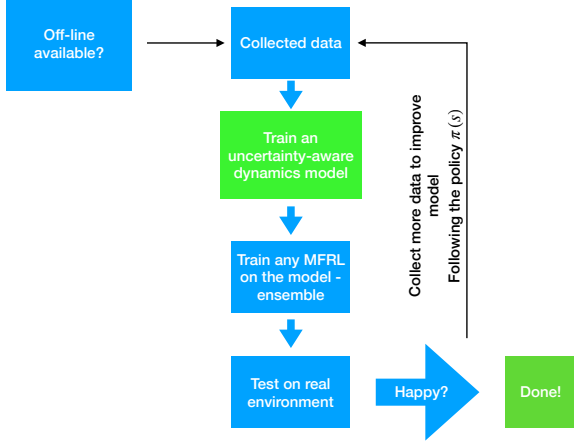 Off-line
available?
Collected data
Train an
uncertainty-aware
dynamics model
Train any MFRL
on the model -
ensemble
Test on real
environment
Happy?
Done!
Collect more data to improve
model
Following the policy π(s)